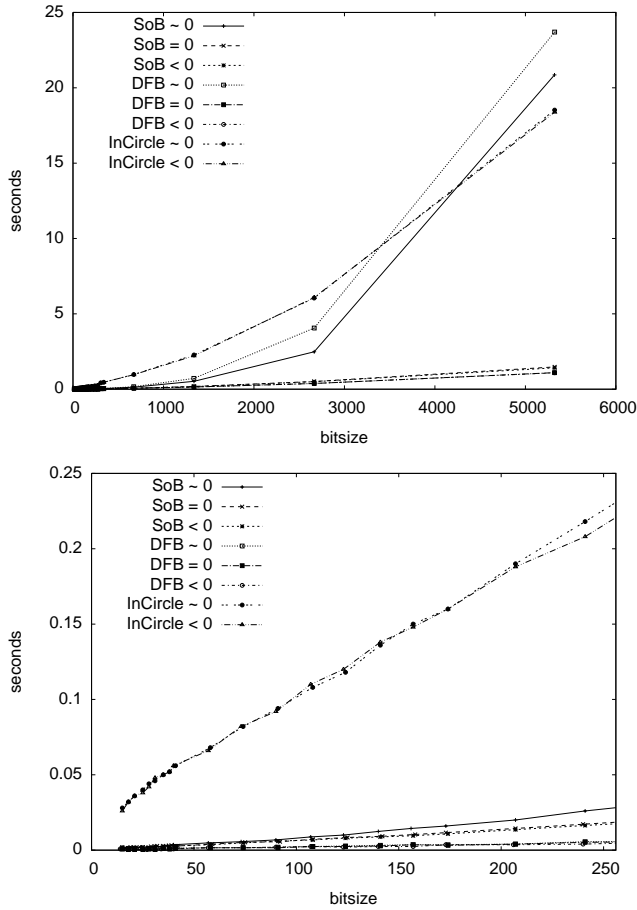 25
20
15
10
5
0
seconds
SoB ~ 0
SoB = 0
SoB < 0
DFB ~ 0
DFB = 0
DFB < 0
InCircle ~ 0
InCircle < 0
0 1000 2000 3000 4000 5000 6000
bitsize
0.25
0.2
0.15
0.1
0.05
0
seconds
SoB ~ 0
SoB = 0
SoB < 0
DFB ~ 0
DFB = 0
DFB < 0
InCircle ~ 0
InCircle < 0
0 50 100 150 200 250
bitsize